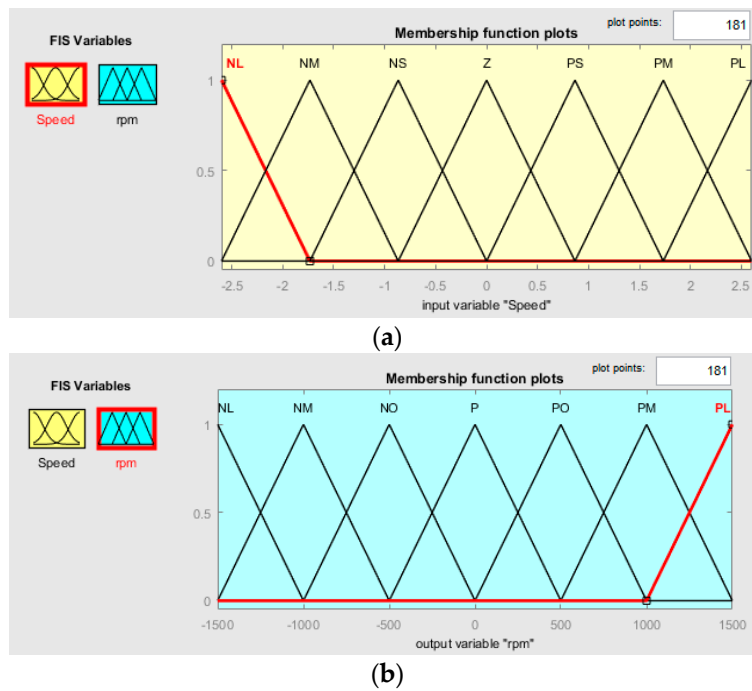 plot points: 181
FIS Variables
Membership function plots
Speed rpm
NL NM NS Z PS PM PL
1
0.5
0
-2.5 -2 -1.5 -1 -0.5 0 0.5 1 1.5 2 2.5
input variable "Speed"
(a)
plot points: 181
FIS Variables
Membership function plots
Speed rpm
NL NM NO P PO PM PL
1
0.5
0
-1500 -1000 -500 0 500 1000 1500
output variable "rpm"
(b)